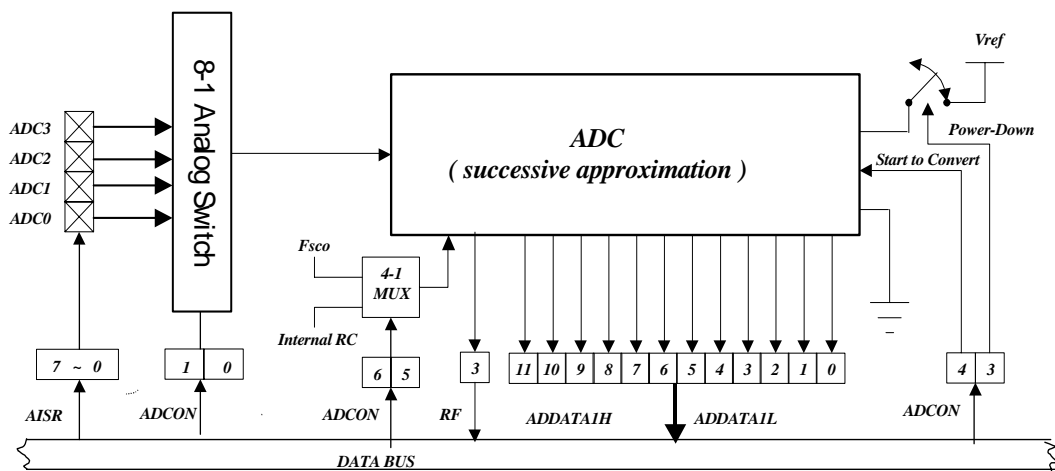 Vref
8-1 Analog Switch
ADC
( successive approximation )
ADC3
ADC2
ADC1
ADC0
Power-Down
Start to Convert
Fsco
4-1
MUX
Internal RC
7 ~ 0
1 0
6 5
3
11 10 9 8 7 6 5 4 3 2 1 0
4 3
AISR
ADCON
ADCON
RF
ADDATA1H
ADDATA1L
ADCON
DATA BUS